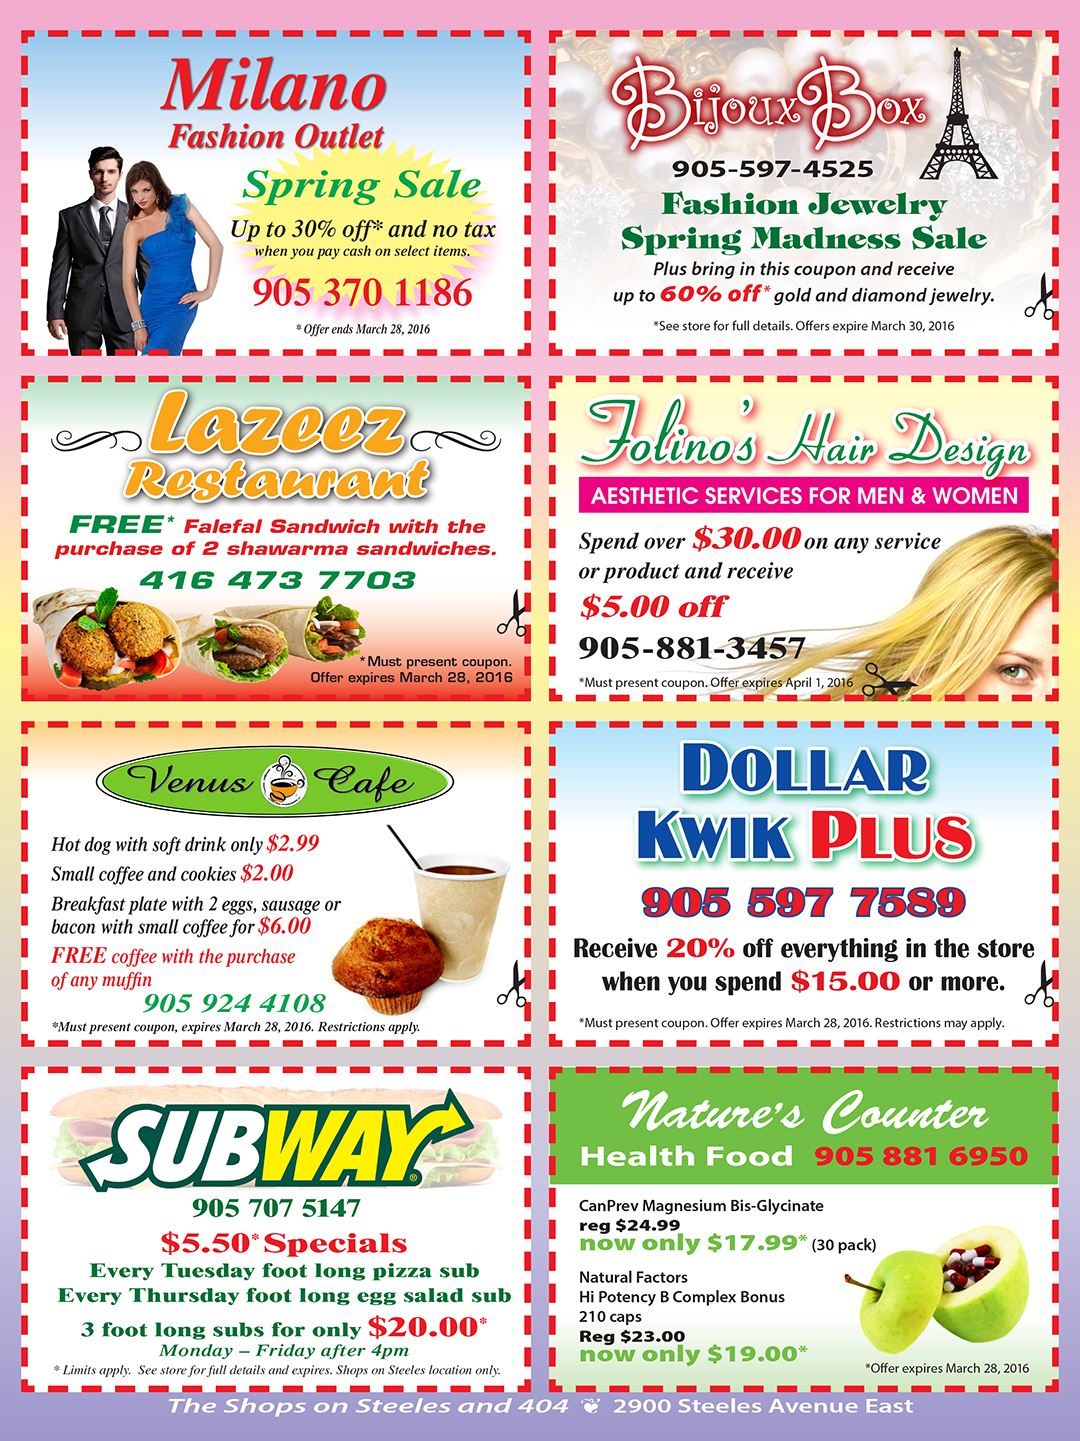 Milano
Fashion Outlet
Spring Sale
Up to 30% off* and no tax
when you pay cash on select items.
905 370 1186
* Offer ends March 28, 2016
Bijoux Box
905-597-4525
Fashion Jewelry
Spring Madness Sale
Plus bring in this coupon and receive
up to 60% off* gold and diamond jewelry.
*See store for full details. Offers expire March 30, 2016
Lazeez
Restaurant
FREE* Falefal Sandwich with the
purchase of 2 shawarma sandwiches.
416 473 7703
*Must present coupon.
Offer expires March 28, 2016
Folino's Hair Design
AESTHETIC SERVICES FOR MEN & WOMEN
Spend over $30.00 on any service
or product and receive
$5.00 off
905-881-3457
*Must present coupon. Offer expires April 1, 2016
Venus Cafe
Hot dog with soft drink only $2.99
Small coffee and cookies $2.00
Breakfast plate with 2 eggs, sausage or
bacon with small coffee for $6.00
FREE coffee with the purchase
of any muffin
905 924 4108
*Must present coupon, expires March 28, 2016. Restrictions apply.
DOLLAR
KWIK PLUS
905 597 7589
Receive 20% off everything in the store
when you spend $15.00 or more.
*Must present coupon. Offer expires March 28, 2016. Restrictions may apply.
SUBWAY®
905 707 5147
$5.50* Specials
Every Tuesday foot long pizza sub
Every Thursday foot long egg salad sub
3 foot long subs for only $20.00*
Monday – Friday after 4pm
* Limits apply. See store for full details and expires. Shops on Steeles location only.
Nature's Counter
Health Food 905 881 6950
CanPrev Magnesium Bis-Glycinate
reg $24.99
now only $17.99* (30 pack)
Natural Factors
Hi Potency B Complex Bonus
210 caps
Reg $23.00
now only $19.00*
*Offer expires March 28, 2016
The Shops on Steeles and 404 ❦ 2900 Steeles Avenue East